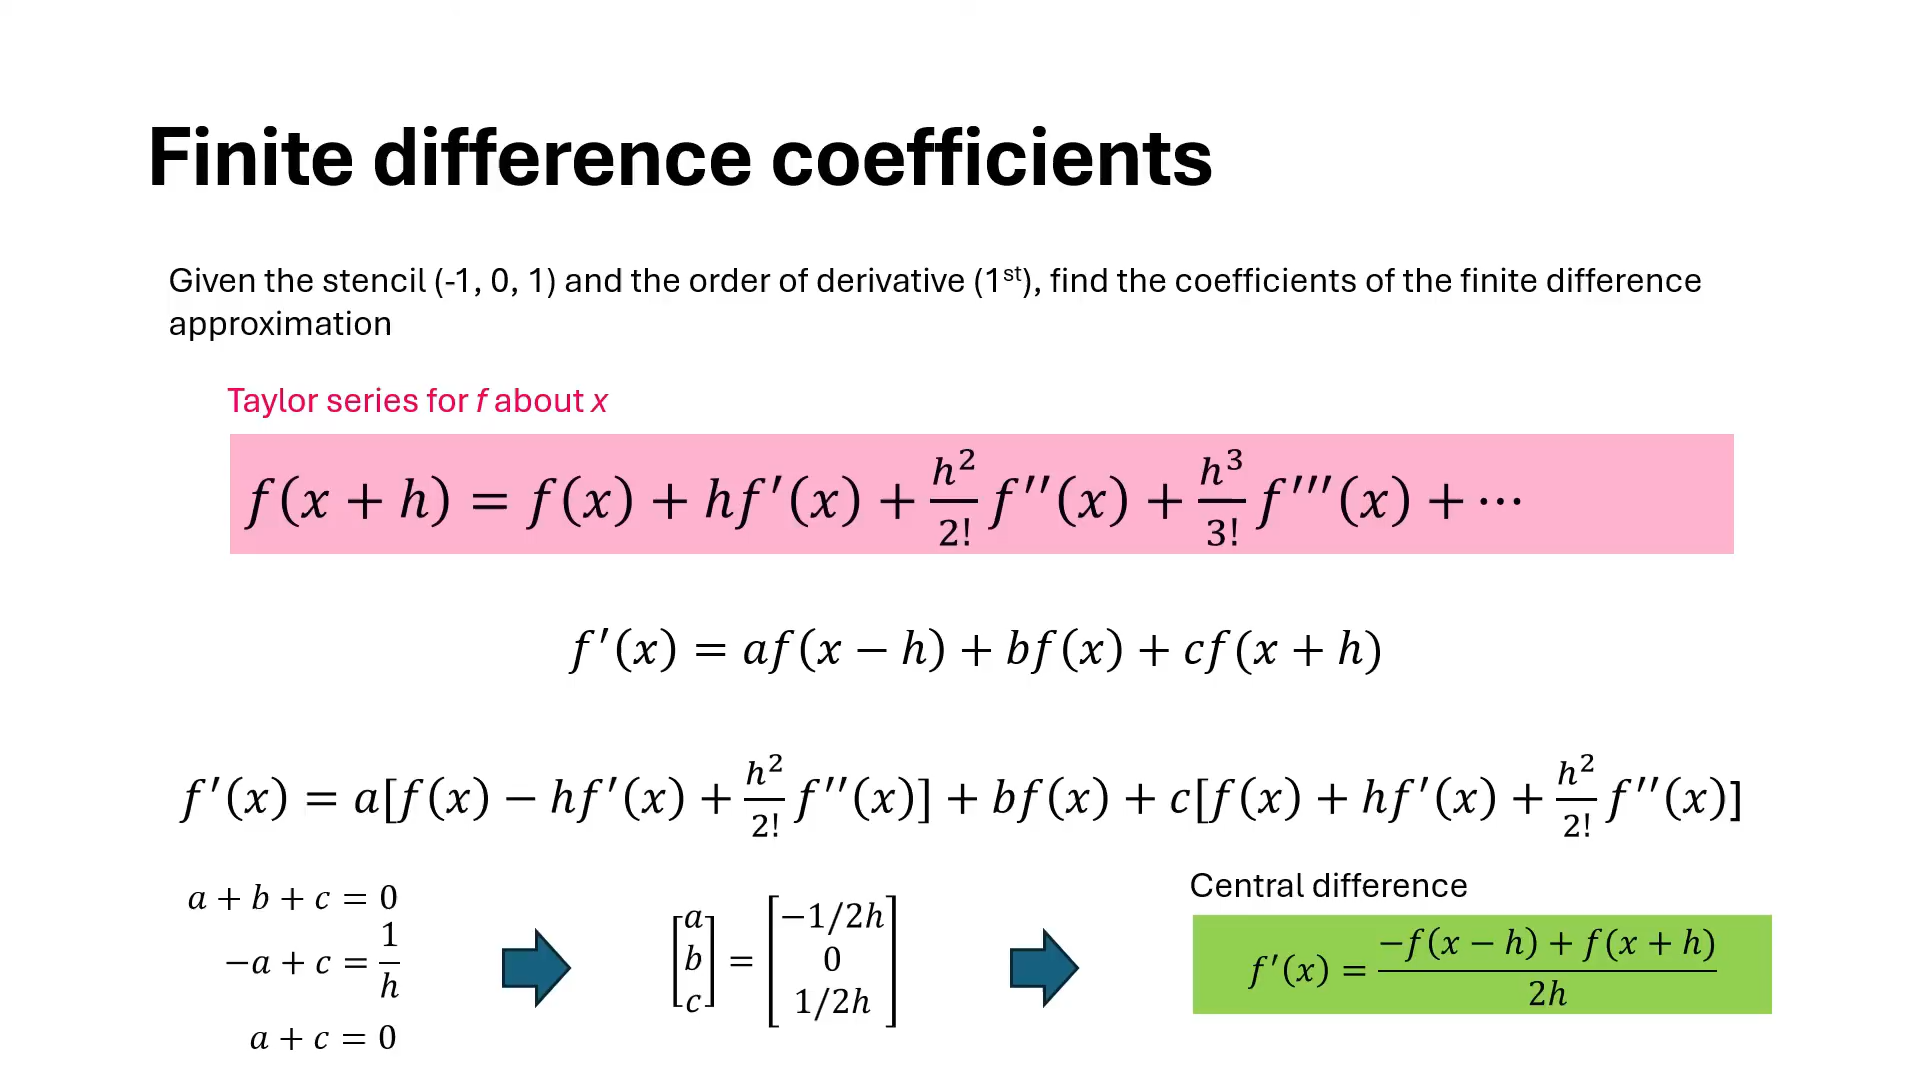 Finite difference coefficients
Given the stencil (-1, 0, 1) and the order of derivative (1ˢᵗ), find the coefficients of the finite difference
approximation
Taylor series for f about x
f(x + h) = f(x) + hf′(x) + h²/2! f′′(x) + h³/3! f′′′(x) + ⋯
f′(x) = af(x − h) + bf(x) + cf(x + h)
f′(x) = a[f(x) − hf′(x) + h²/2! f′′(x)] + bf(x) + c[f(x) + hf′(x) + h²/2! f′′(x)]
a + b + c = 0
−a + c = 1/h
a + c = 0
[a b c] = [−1/2h 0 1/2h]
Central difference
f′(x) = −f(x − h) + f(x + h) / 2h